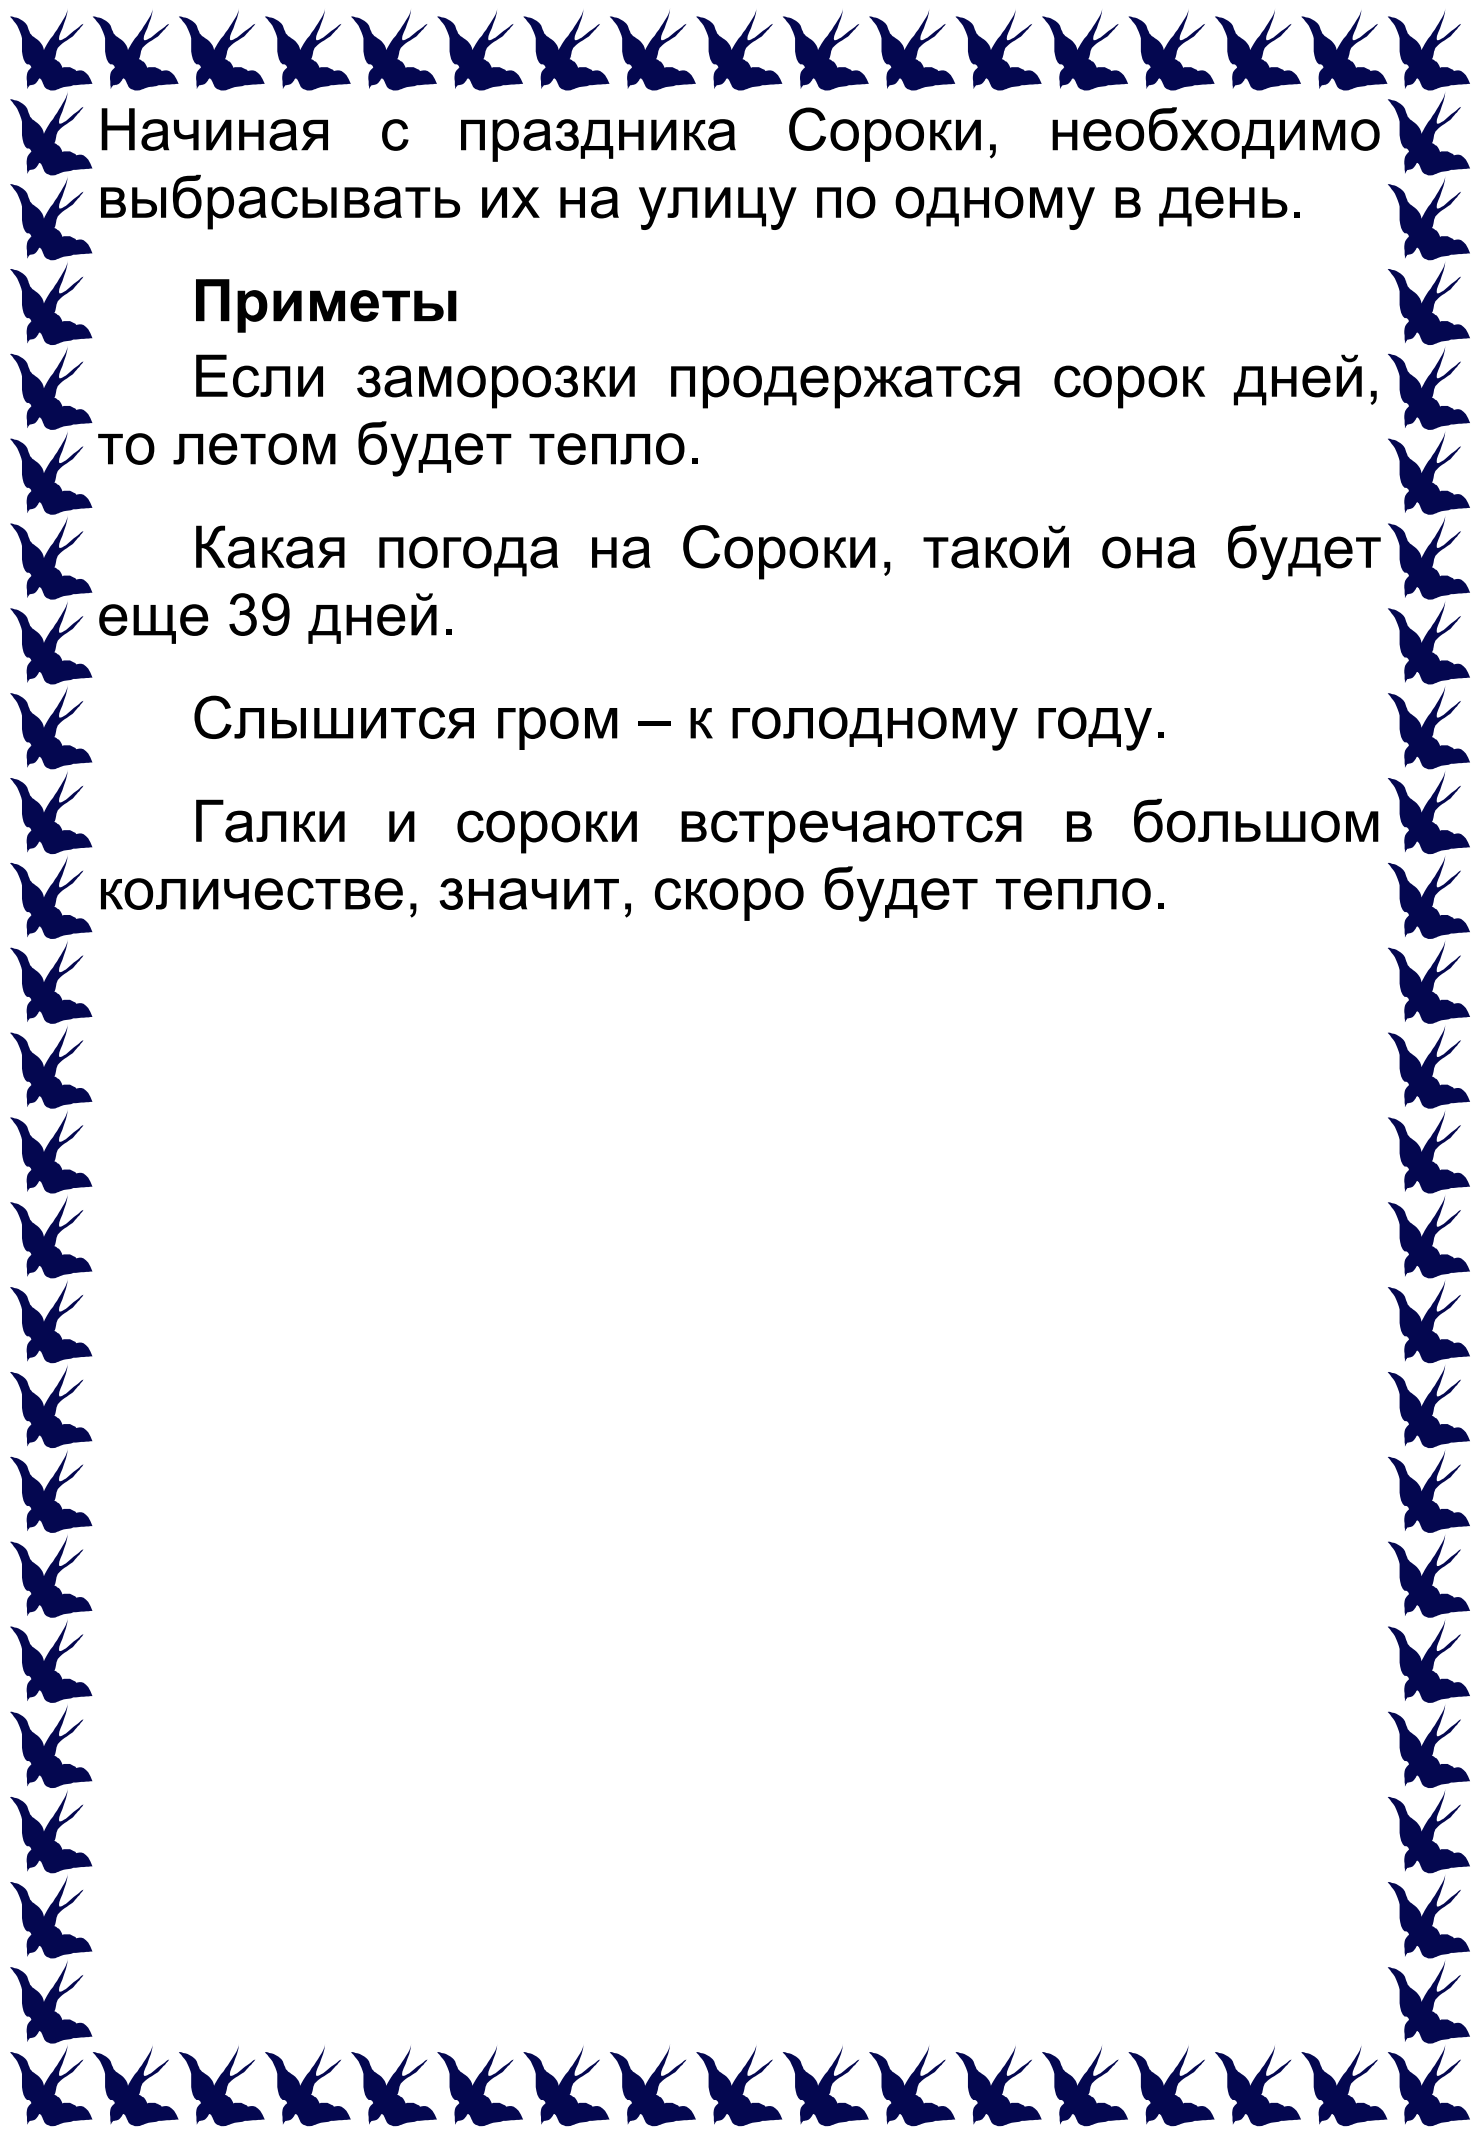 Начиная с праздника Сороки, необходимо
выбрасывать их на улицу по одному в день.
Приметы
Если заморозки продержатся сорок дней,
то летом будет тепло.
Какая погода на Сороки, такой она будет
еще 39 дней.
Слышится гром – к голодному году.
Галки и сороки встречаются в большом
количестве, значит, скоро будет тепло.